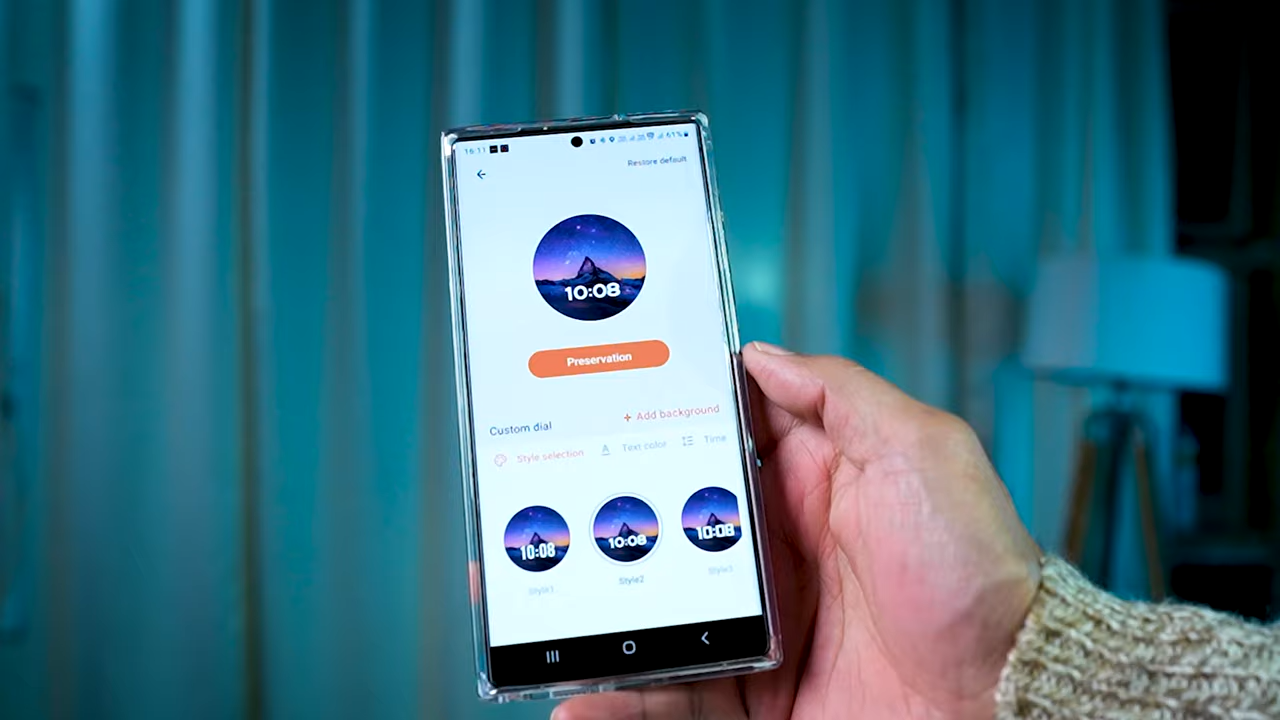 16:11 61%
Restore default
10:08
Preservation
Custom dial + Add background
Style selection A Text color Time
10:08 10:08 10:08
Style1 Style2 Style3